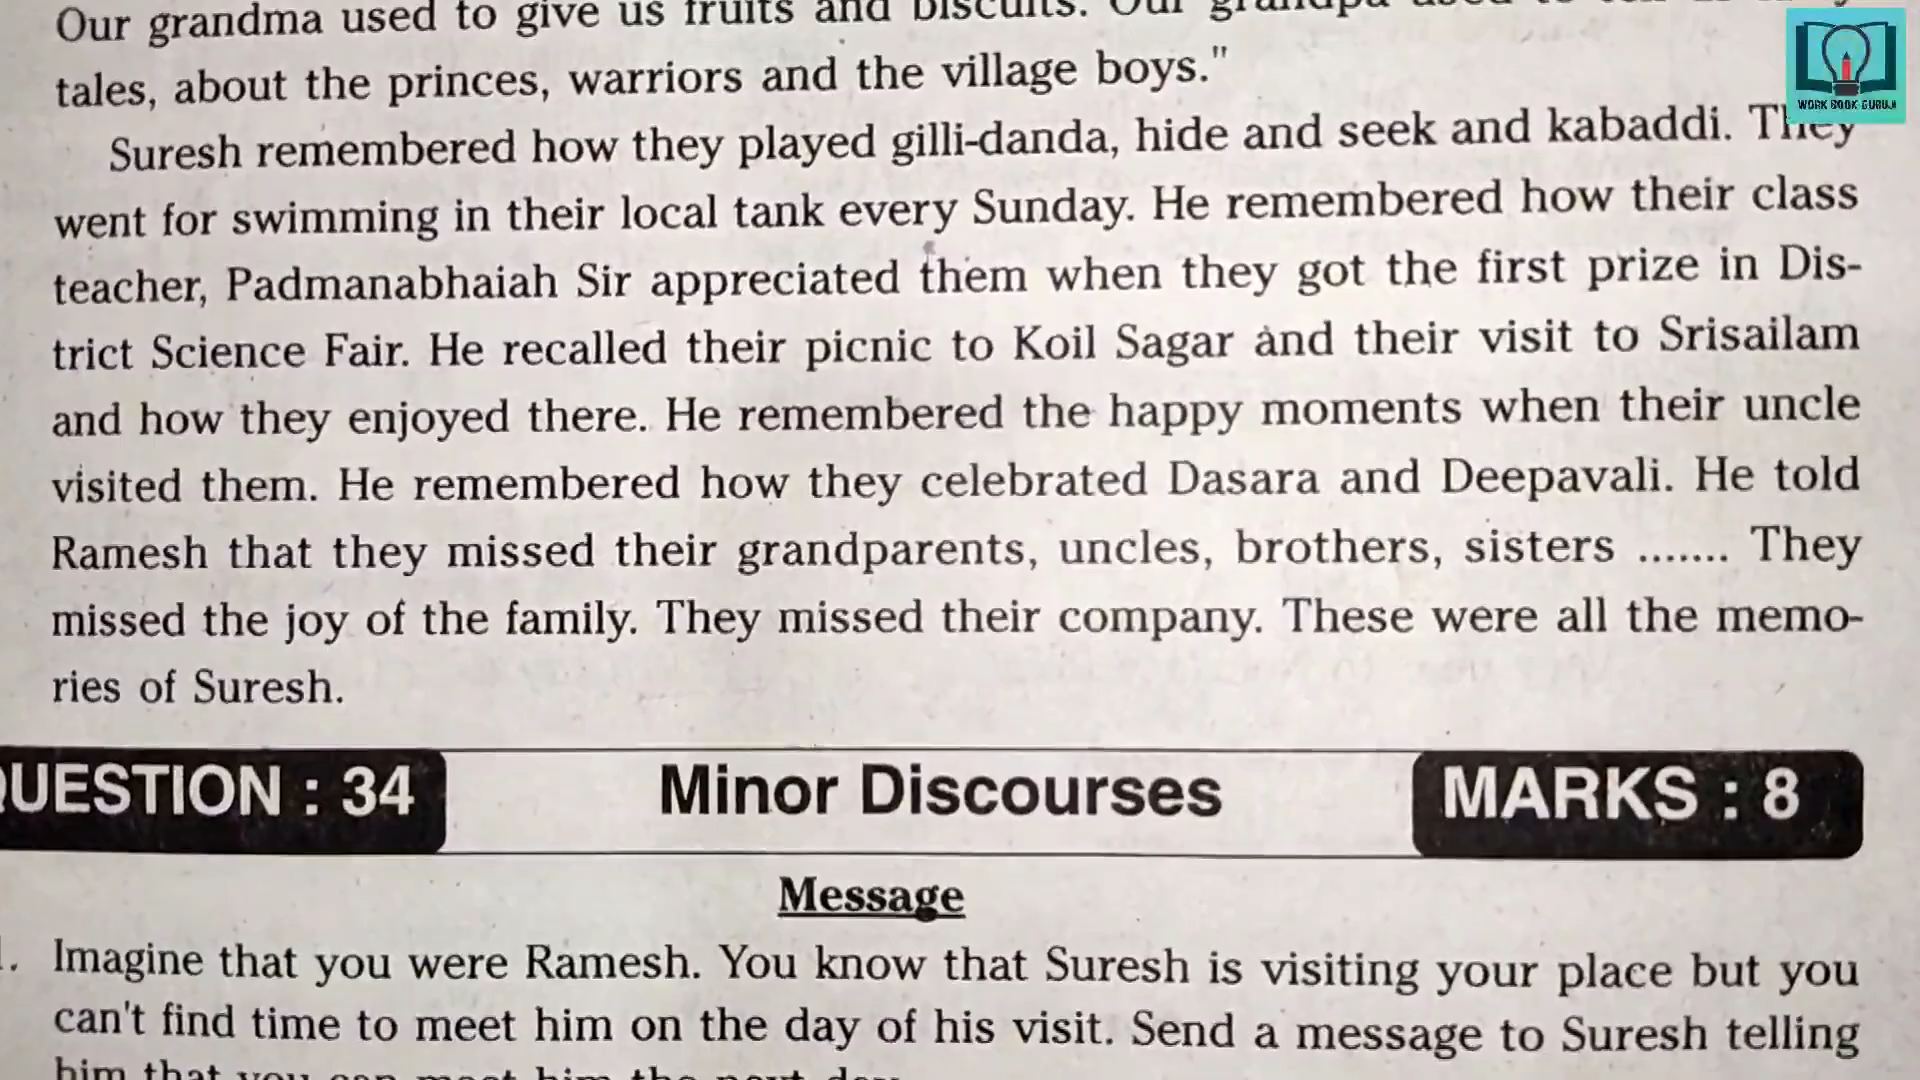 Our grandma used to give us fruits and biscuits. Our grandpa used to
tales, about the princes, warriors and the village boys."
WORK BOOK GURUJI
Suresh remembered how they played gilli-danda, hide and seek and kabaddi. They
went for swimming in their local tank every Sunday. He remembered how their class
teacher, Padmanabhaiah Sir appreciated them when they got the first prize in Dis-
trict Science Fair. He recalled their picnic to Koil Sagar and their visit to Srisailam
and how they enjoyed there. He remembered the happy moments when their uncle
visited them. He remembered how they celebrated Dasara and Deepavali. He told
Ramesh that they missed their grandparents, uncles, brothers, sisters ....... They
missed the joy of the family. They missed their company. These were all the memo-
ries of Suresh.
QUESTION : 34 Minor Discourses MARKS : 8
Message
1. Imagine that you were Ramesh. You know that Suresh is visiting your place but you
can't find time to meet him on the day of his visit. Send a message to Suresh telling
him that you can meet him the next day.